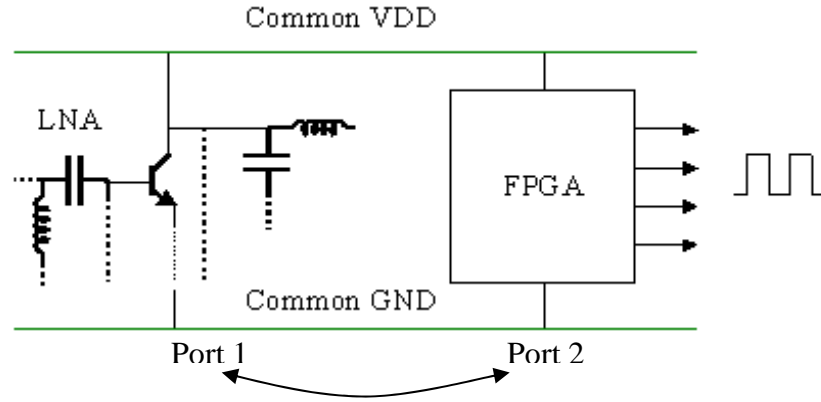 Common VDD
LNA
FPGA
Common GND
Port 1
Port 2